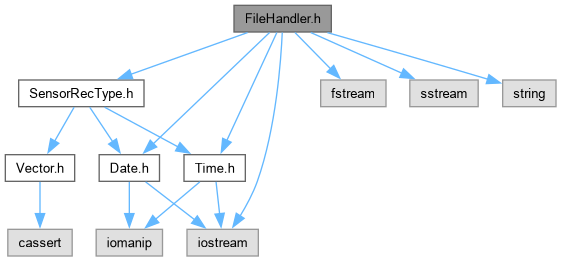 FileHandler.h
SensorRecType.h
fstream
sstream
string
Vector.h
Date.h
Time.h
cassert
iomanip
iostream